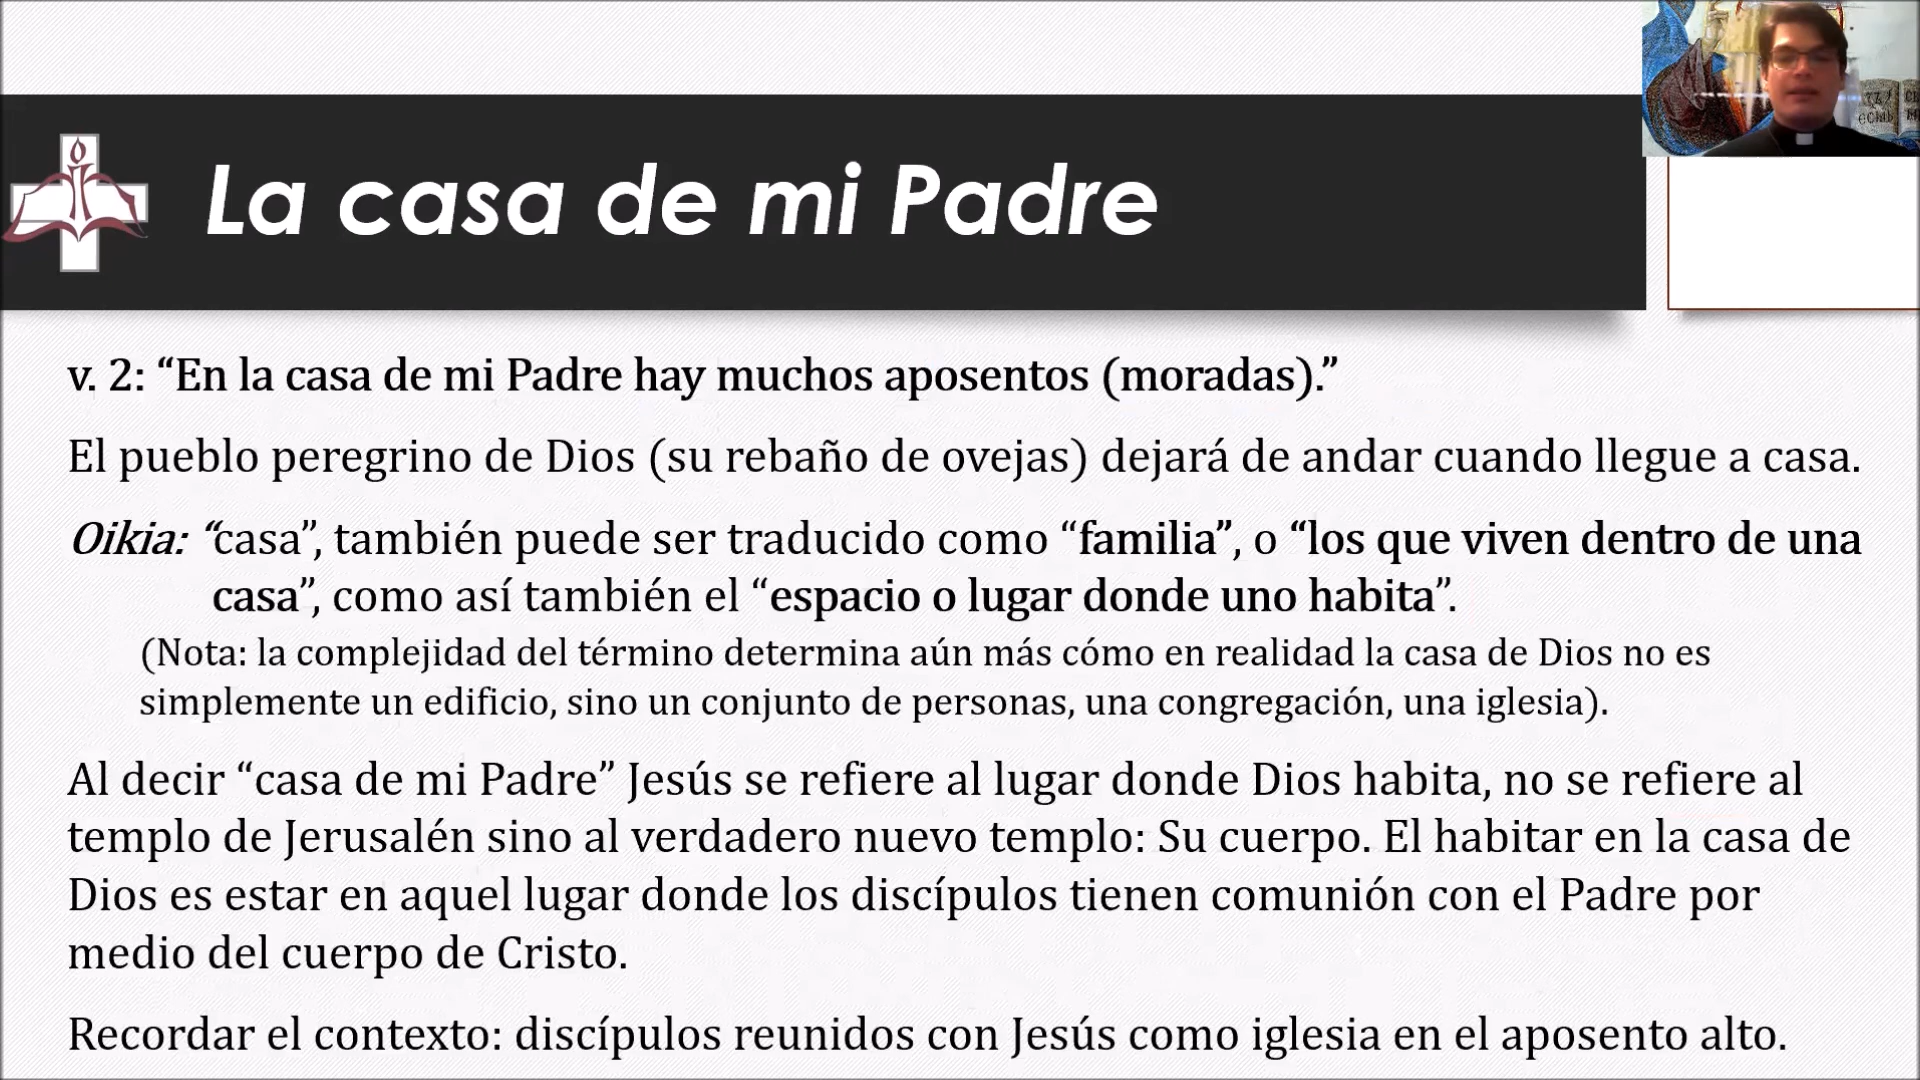 La casa de mi Padre
v. 2: “En la casa de mi Padre hay muchos aposentos (moradas).”
El pueblo peregrino de Dios (su rebaño de ovejas) dejará de andar cuando llegue a casa.
Oikia: “casa”, también puede ser traducido como “familia”, o “los que viven dentro de una
casa”, como así también el “espacio o lugar donde uno habita”.
(Nota: la complejidad del término determina aún más cómo en realidad la casa de Dios no es
simplemente un edificio, sino un conjunto de personas, una congregación, una iglesia).
Al decir “casa de mi Padre” Jesús se refiere al lugar donde Dios habita, no se refiere al
templo de Jerusalén sino al verdadero nuevo templo: Su cuerpo. El habitar en la casa de
Dios es estar en aquel lugar donde los discípulos tienen comunión con el Padre por
medio del cuerpo de Cristo.
Recordar el contexto: discípulos reunidos con Jesús como iglesia en el aposento alto.